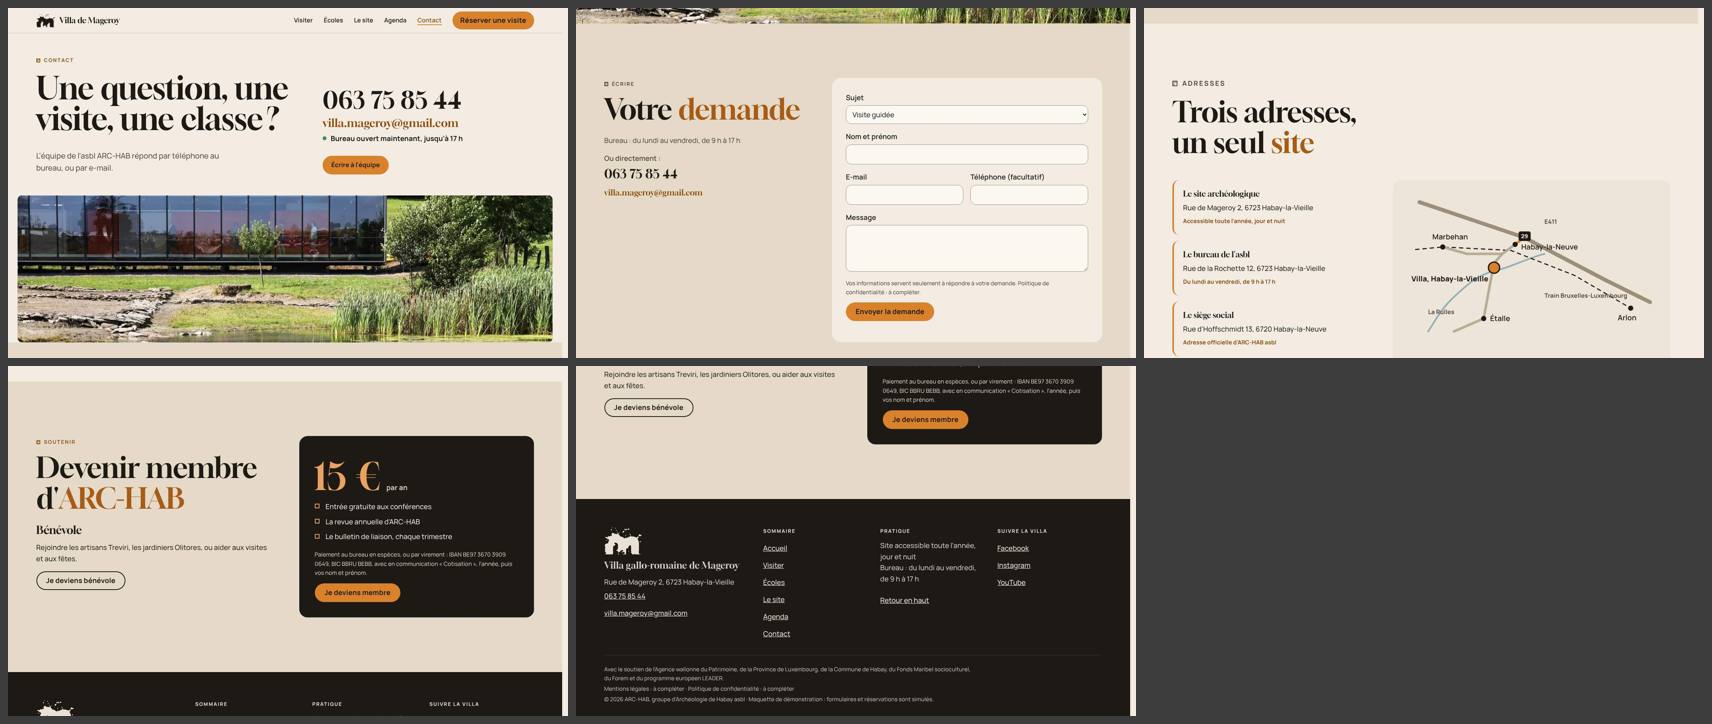 Villa de Mageroy
Visiter
Écoles
Le site
Agenda
Contact
Réserver une visite
CONTACT
Une question, une
visite, une classe ?
L'équipe de l'asbl ARC-HAB répond par téléphone au
bureau, ou par e-mail.
063 75 85 44
villa.mageroy@gmail.com
Bureau ouvert maintenant, jusqu'à 17 h
Écrire à l'équipe
ÉCRIRE
Votre demande
Bureau : du lundi au vendredi, de 9 h à 17 h
Ou directement :
063 75 85 44
villa.mageroy@gmail.com
Sujet
Visite guidée
Nom et prénom
E-mail
Téléphone (facultatif)
Message
Vos informations servent seulement à répondre à votre demande. Politique de
confidentialité · à compléter.
Envoyer la demande
ADRESSES
Trois adresses,
un seul site
Le site archéologique
Rue de Mageroy 2, 6723 Habay-la-Vieille
Accessible toute l'année, jour et nuit
Le bureau de l'asbl
Rue de la Rochette 12, 6723 Habay-la-Vieille
Du lundi au vendredi, de 9 h à 17 h
Le siège social
Rue d'Hoffschmidt 13, 6720 Habay-la-Neuve
Adresse officielle d'ARC-HAB asbl
E411
29
Marbehan
Habay-la-Neuve
Villa, Habay-la-Vieille
Train Bruxelles-Luxembourg
La Rulles
Étalle
Arlon
SOUTENIR
Devenir membre
d'ARC-HAB
Bénévole
Rejoindre les artisans Treviri, les jardiniers Olitores, ou aider aux visites
et aux fêtes.
Je deviens bénévole
15 € par an
Entrée gratuite aux conférences
La revue annuelle d'ARC-HAB
Le bulletin de liaison, chaque trimestre
Paiement au bureau en espèces, ou par virement : IBAN BE97 3670 3909
0649, BIC BBRU BEBB, avec en communication « Cotisation », l'année, puis
vos nom et prénom.
Je deviens membre
SOMMAIRE
PRATIQUE
SUIVRE LA VILLA
Rejoindre les artisans Treviri, les jardiniers Olitores, ou aider aux visites
et aux fêtes.
Je deviens bénévole
Paiement au bureau en espèces, ou par virement : IBAN BE97 3670 3909
0649, BIC BBRU BEBB, avec en communication « Cotisation », l'année, puis
vos nom et prénom.
Je deviens membre
Villa gallo-romaine de Mageroy
Rue de Mageroy 2, 6723 Habay-la-Vieille
063 75 85 44
villa.mageroy@gmail.com
SOMMAIRE
Accueil
Visiter
Écoles
Le site
Agenda
Contact
PRATIQUE
Site accessible toute l'année,
jour et nuit
Bureau : du lundi au vendredi,
de 9 h à 17 h
Retour en haut
SUIVRE LA VILLA
Facebook
Instagram
YouTube
Avec le soutien de l'Agence wallonne du Patrimoine, de la Province de Luxembourg, de la Commune de Habay, du Fonds Maribel socioculturel,
du Forem et du programme européen LEADER.
Mentions légales · à compléter · Politique de confidentialité · à compléter
© 2026 ARC-HAB, groupe d'Archéologie de Habay asbl · Maquette de démonstration : formulaires et réservations sont simulés.